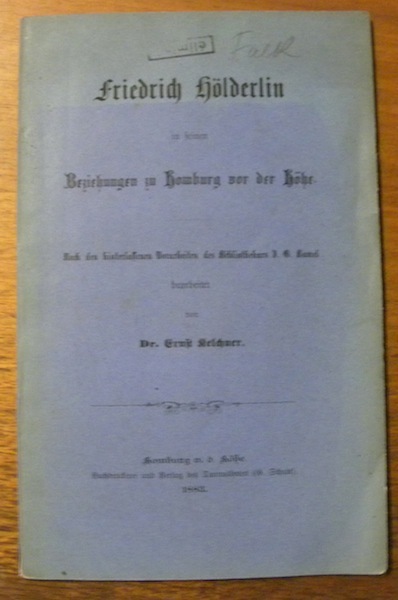 Falk
Friedrich Hölderlin
in seinen
Beziehungen zu Homburg vor der Höhe.
Nach den hinterlassenen Vorarbeiten des Bibliothekars J. G. Hamel
bearbeitet
von
Dr. Ernst Kelchner.
Homburg v. d. Höhe.
Buchdruckerei und Verlag des Taunusboten
1883.